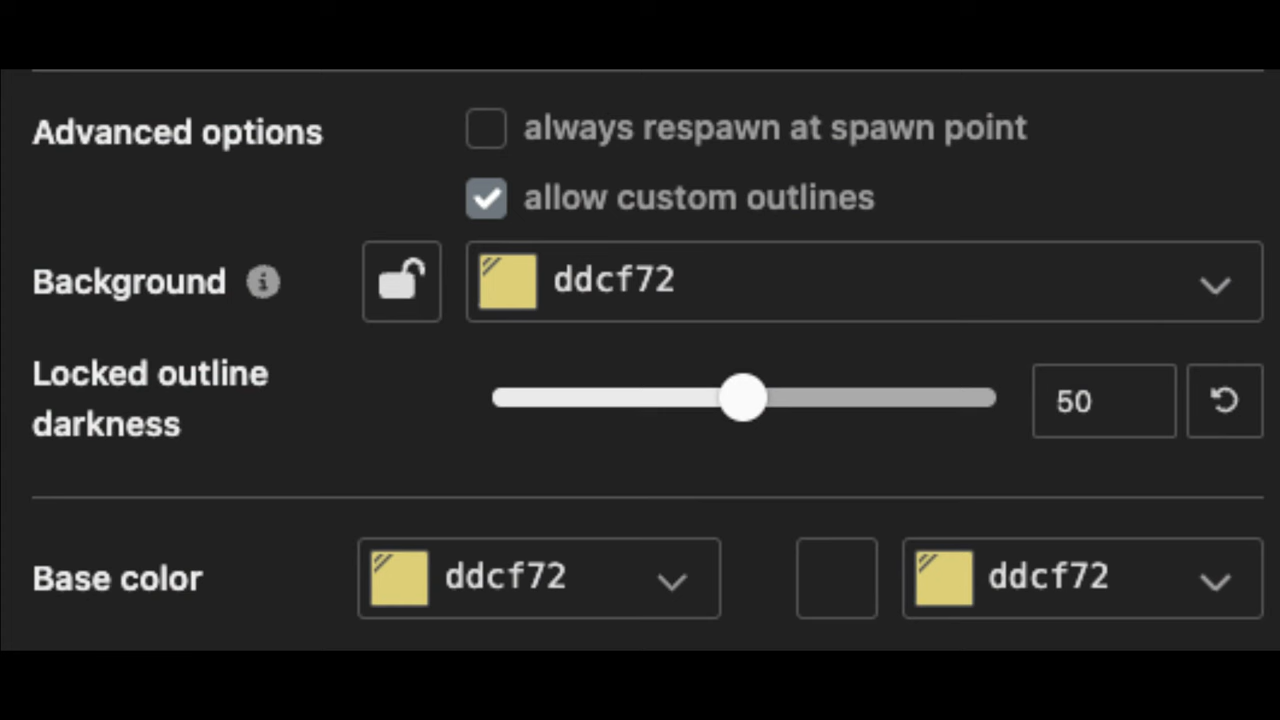 Advanced options
always respawn at spawn point
allow custom outlines
Background
ddcf72
Locked outline
darkness
50
Base color
ddcf72
ddcf72